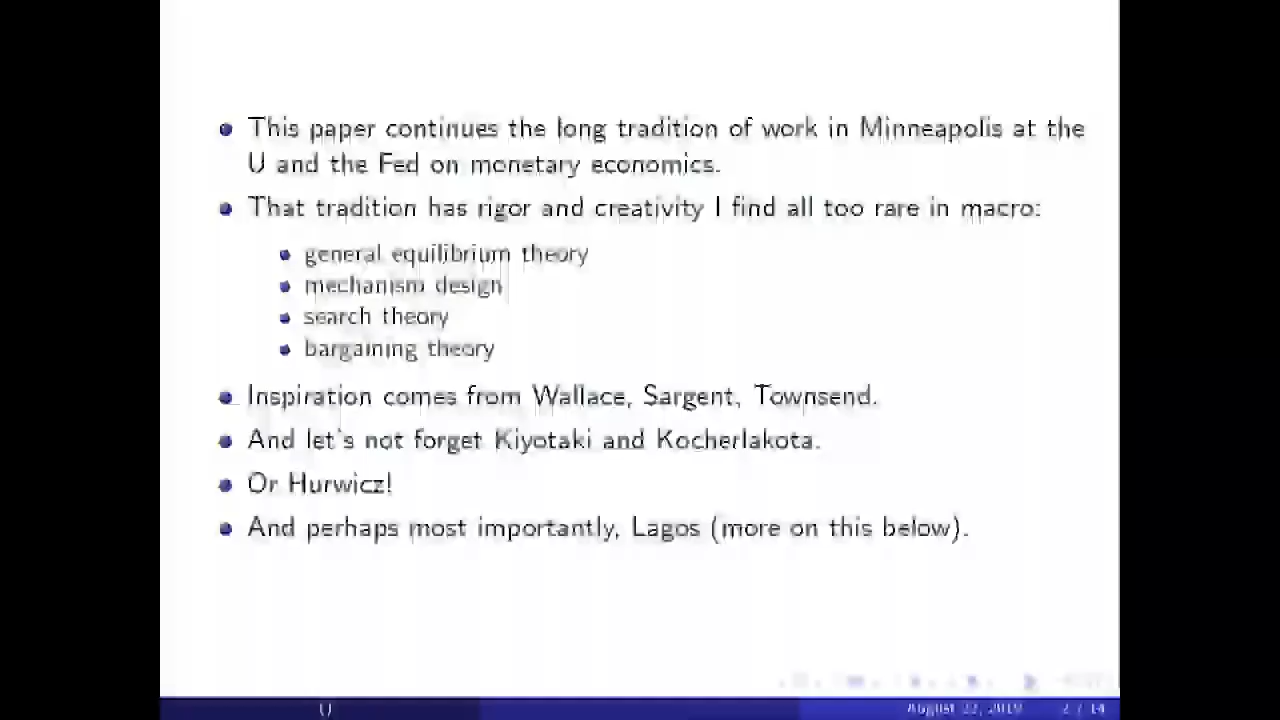 This paper continues the long tradition of work in Minneapolis at the
U and the Fed on monetary economics.
That tradition has rigor and creativity I find all too rare in macro:
general equilibrium theory
mechanism design
search theory
bargaining theory
Inspiration comes from Wallace, Sargent, Townsend.
And let's not forget Kiyotaki and Kocherlakota.
Or Hurwicz!
And perhaps most importantly, Lagos (more on this below).
() August 22, 2 / 14